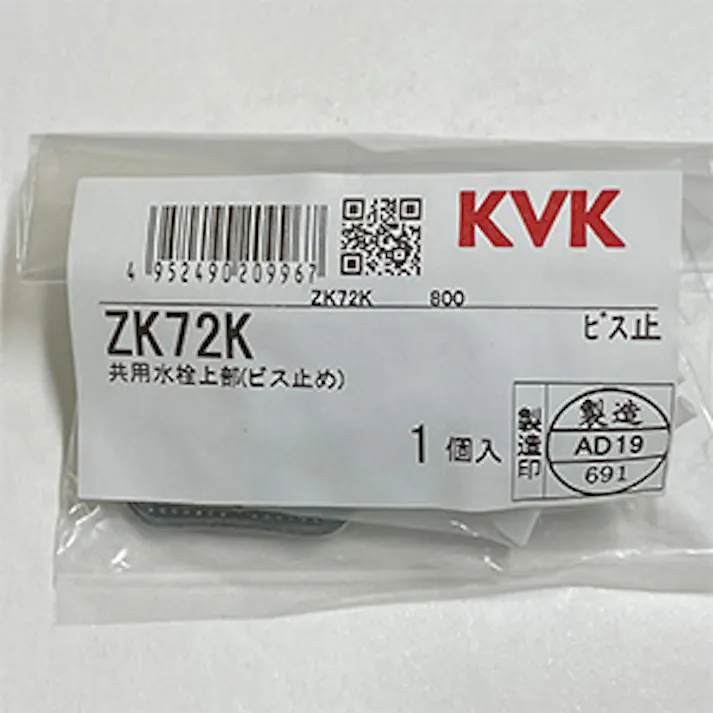 KVK
4 952490 209967
ZK72K 800
ZK72K
ビス止
共用水栓上部(ビス止め)
1個入
製造印
製造
AD19
691